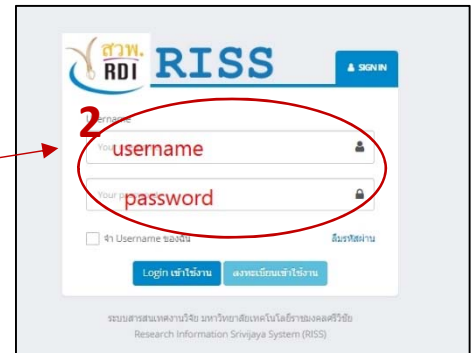 สวพ.
RDI
RISS
SIGN IN
2
Username
username
Your password
password
จำ Username ของฉัน
ลืมรหัสผ่าน
Login เข้าใช้งาน
ลงทะเบียนเข้าใช้งาน
ระบบสารสนเทศงานวิจัย มหาวิทยาลัยเทคโนโลยีราชมงคลศรีวิชัย
Research Information Srivijaya System (RISS)